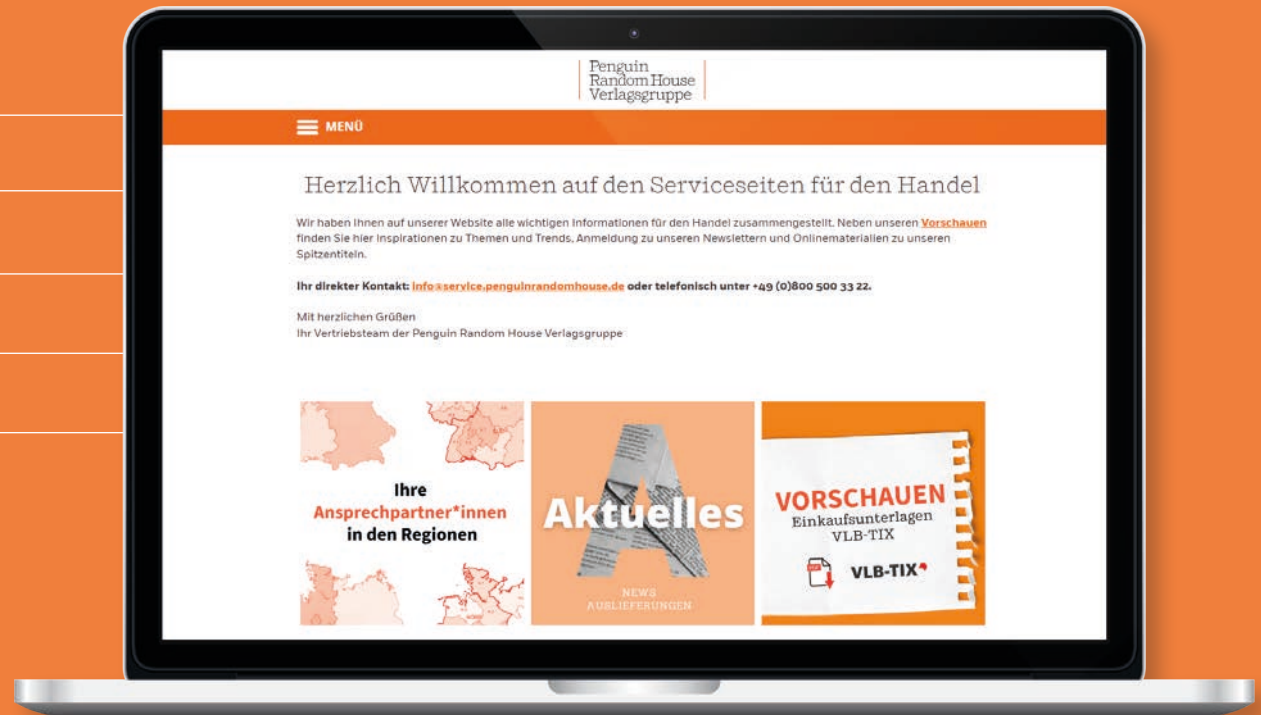 Penguin
Random House
Verlagsgruppe
MENÜ
Herzlich Willkommen auf den Serviceseiten für den Handel
Wir haben Ihnen auf unserer Website alle wichtigen Informationen für den Handel zusammengestellt. Neben unseren Vorschauen
finden Sie hier Inspirationen zu Themen und Trends, Anmeldung zu unseren Newslettern und Onlinematerialien zu unseren
Spitzentiteln.
Ihr direkter Kontakt: info@service.penguinrandomhouse.de oder telefonisch unter +49 (0)800 500 33 22.
Mit herzlichen Grüßen
Ihr Vertriebsteam der Penguin Random House Verlagsgruppe
Ihre
Ansprechpartner*innen
in den Regionen
Aktuelles
NEWS
AUSLIEFERUNGEN
VORSCHAUEN
Einkaufsunterlagen
VLB-TIX
PDF
VLB-TIX